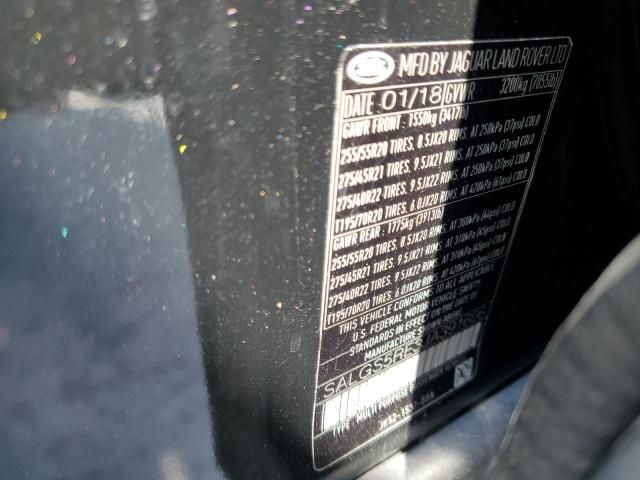 MFD BY JAGUAR LAND ROVER LTD
DATE 01/18 GVWR 3200kg (7055lb)
GAWR FRONT : 1550kg (3417lb)
255/55R20 TIRES, 8.5JX20 RIMS, AT 250kPa (37psi) COLD
275/45R21 TIRES, 9.5JX21 RIMS, AT 250kPa (37psi) COLD
275/40R22 TIRES, 9.5JX22 RIMS, AT 250kPa (37psi) COLD
T195/70R20 TIRES, 6.0JX20 RIMS, AT 420kPa (61psi) COLD
GAWR REAR : 1775kg (3913lb)
255/55R20 TIRES, 8.5JX20 RIMS, AT 300kPa (44psi) COLD
275/45R21 TIRES, 9.5JX21 RIMS, AT 310kPa (45psi) COLD
275/40R22 TIRES, 9.5JX22 RIMS, AT 310kPa (45psi) COLD
T195/70R20 TIRES, 6.0JX20 RIMS, AT 420kPa (61psi) COLD
THIS VEHICLE CONFORMS TO ALL APPLICABLE
U.S. FEDERAL MOTOR VEHICLE SAFETY
STANDARDS IN EFFECT ON THE DATE OF
MANUFACTURE
SALGS5RE
TYPE : MULTI PURPOSE